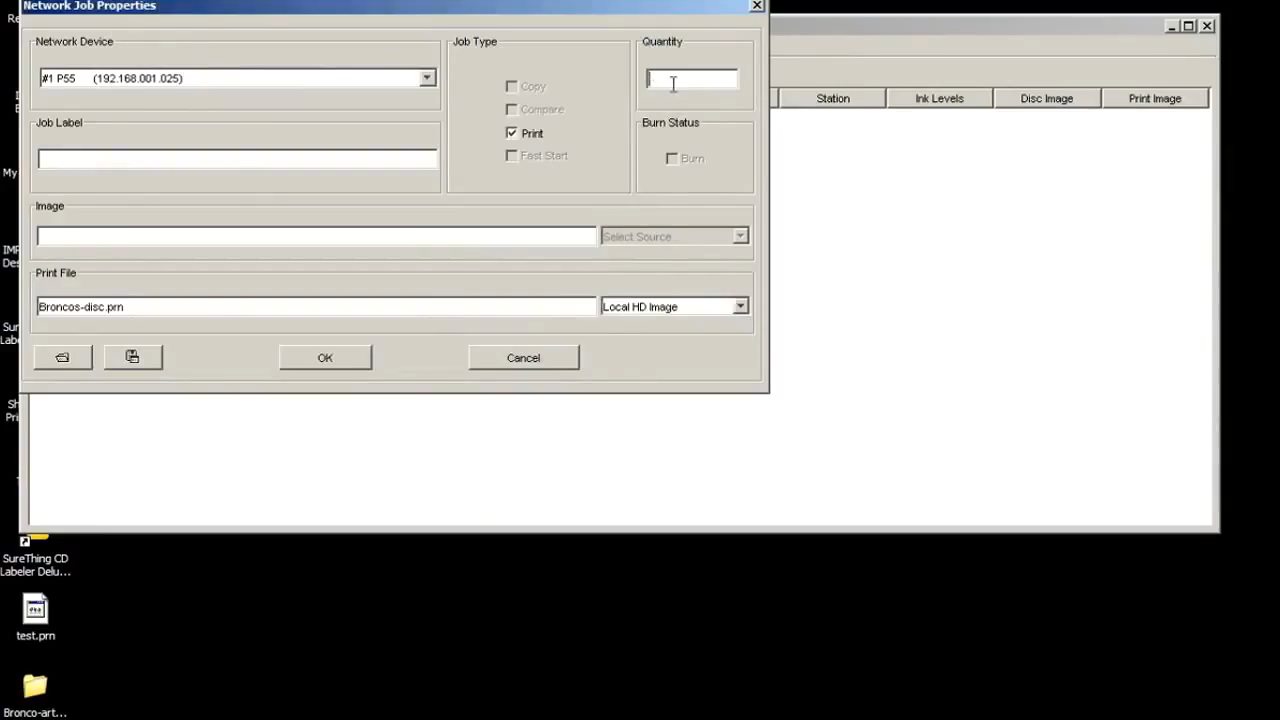 Network Job Properties
Network Device
Job Type
Quantity
#1 P55 (192.168.001.025)
Copy
Compare
Print
Fast Start
Job Label
Burn Status
Burn
Image
Select Source...
Print File
Broncos-disc.prn
Local HD Image
OK
Cancel
Station
Ink Levels
Disc Image
Print Image
My
SureThing CD
Labeler Delu...
test.prn
Bronco-art...